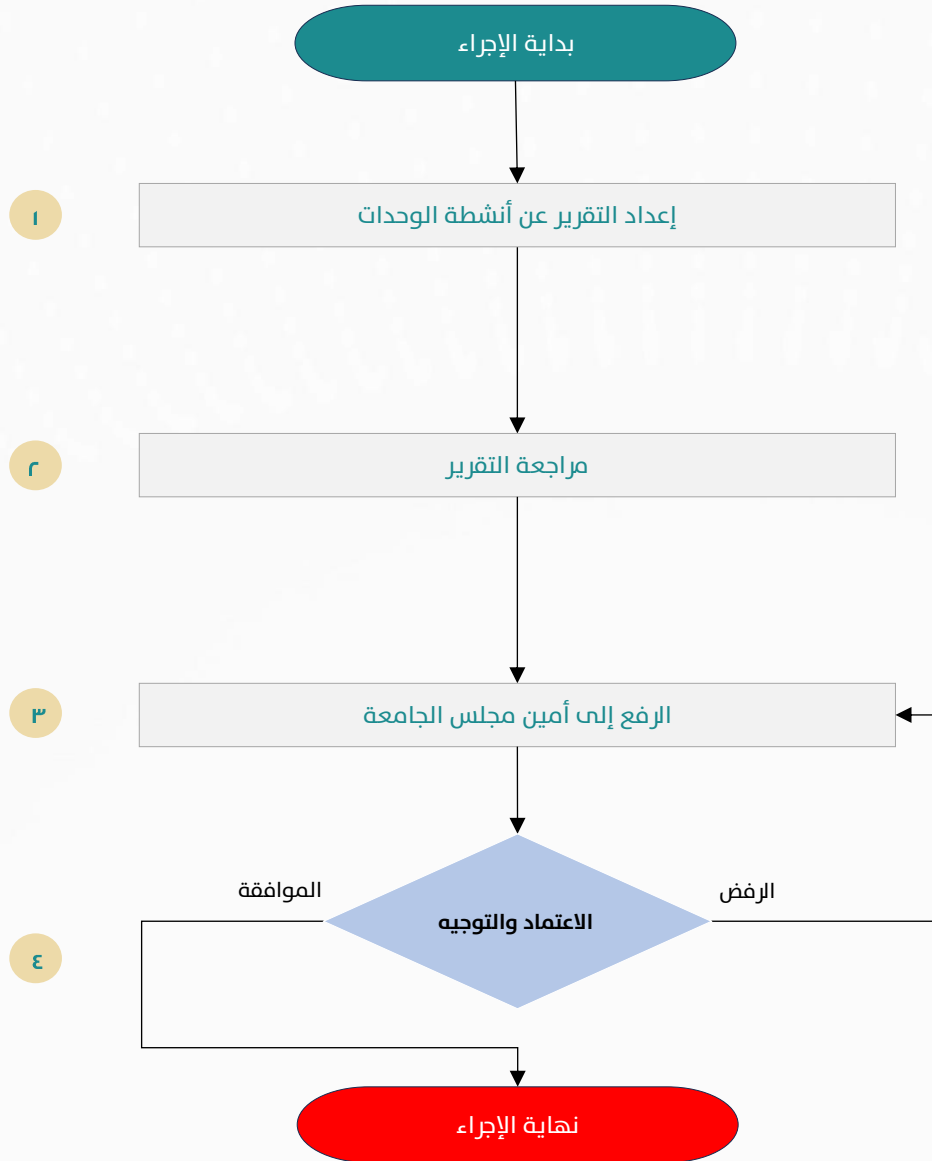 بداية الإجراء
١
إعداد التقرير عن أنشطة الوحدات
٢
مراجعة التقرير
٣
الرفع إلى أمين مجلس الجامعة
الرفض
الموافقة
الاعتماد والتوجيه
٤
نهاية الإجراء